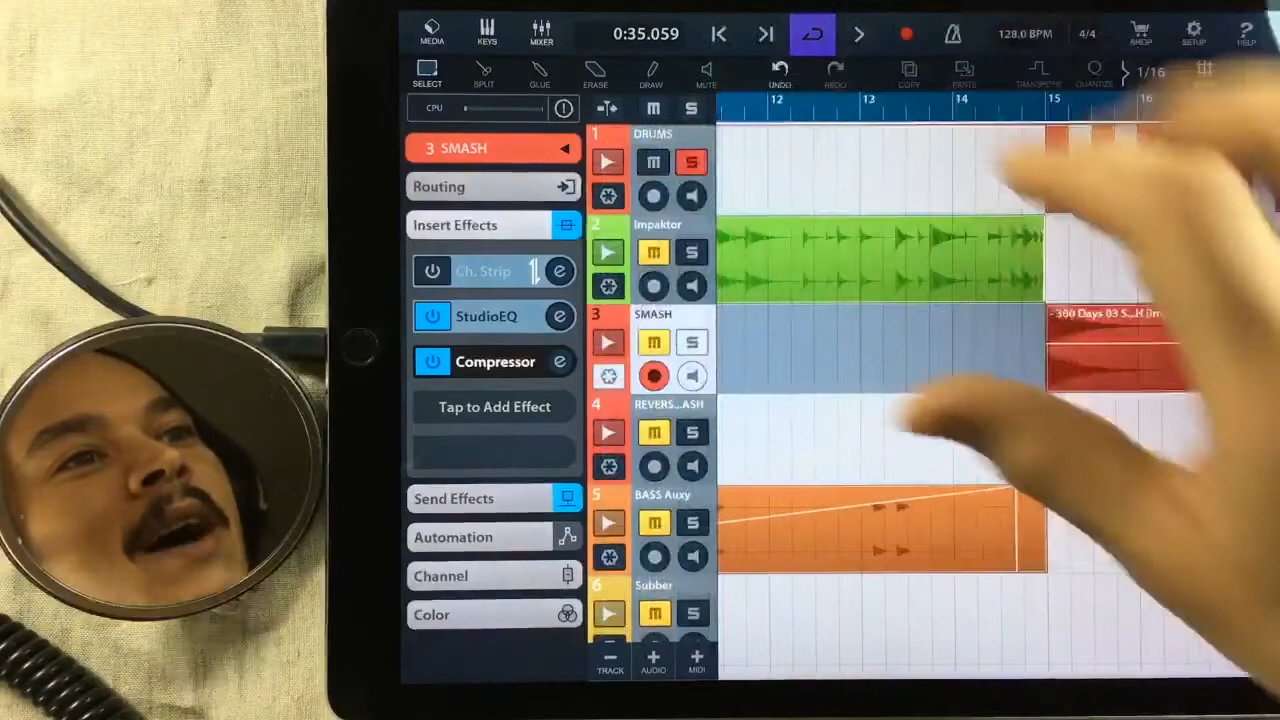 MEDIA KEYS MIXER 0:35.059 128.0 BPM 4/4 SHOP SETUP HELP
SELECT SPLIT GLUE ERASE DRAW MUTE UNDO REDO COPY PASTE TRANSPOSE QUANTIZE 1/16
CPU m S 12 13 14 15 16
3 SMASH
Routing
Insert Effects
Ch. Strip e
StudioEQ e
Compressor e
Tap to Add Effect
Send Effects
Automation
Channel
Color
1 DRUMS
m S
2 Impaktor
m S
3 SMASH
m S
- 360 Days 03 S...
4 REVERS...ASH
m S
5 BASS Auxy
m S
6 Subber
m S
TRACK AUDIO MIDI